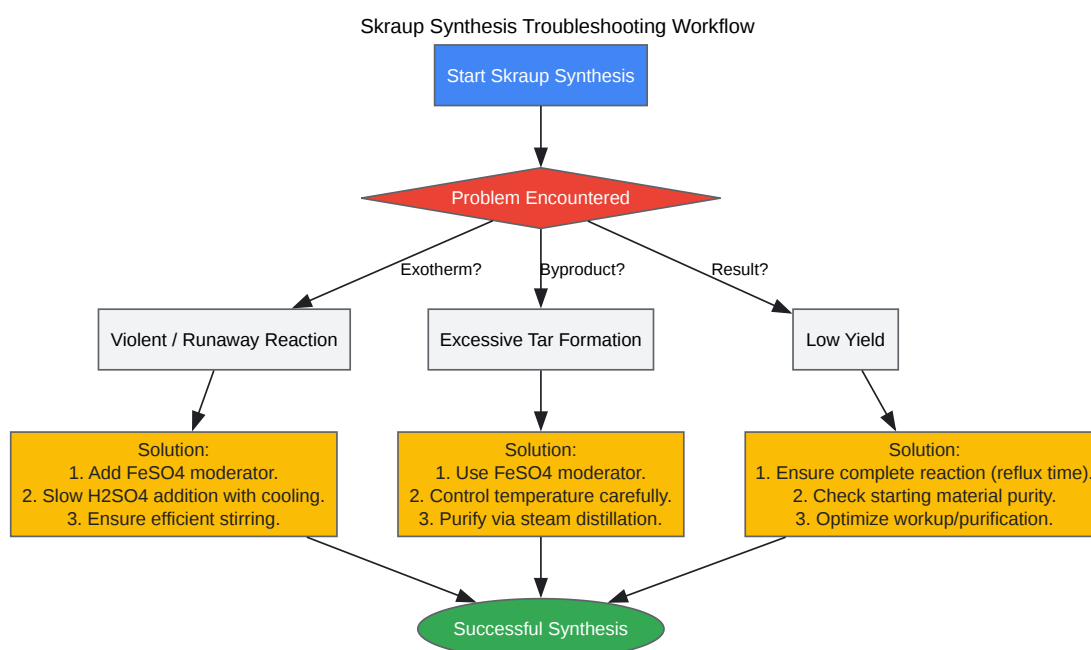 Skraup Synthesis Troubleshooting Workflow
Start Skraup Synthesis
Problem Encountered
Exotherm?
Byproduct?
Result?
Violent / Runaway Reaction
Excessive Tar Formation
Low Yield
Solution:
1. Add FeSO4 moderator.
2. Slow H2SO4 addition with cooling.
3. Ensure efficient stirring.
Solution:
1. Use FeSO4 moderator.
2. Control temperature carefully.
3. Purify via steam distillation.
Solution:
1. Ensure complete reaction (reflux time).
2. Check starting material purity.
3. Optimize workup/purification.
Successful Synthesis